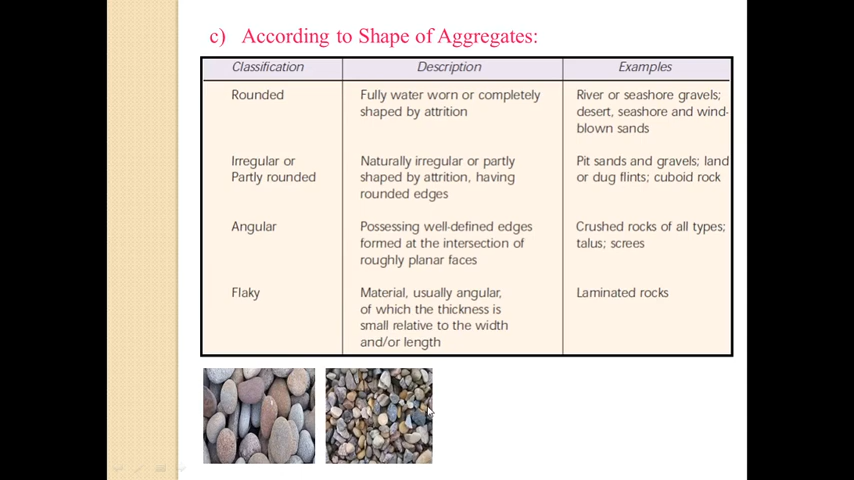 c) According to Shape of Aggregates:
Classification Description Examples
Rounded
Fully water worn or completely
shaped by attrition
River or seashore gravels;
desert, seashore and wind-
blown sands
Irregular or
Partly rounded
Naturally irregular or partly
shaped by attrition, having
rounded edges
Pit sands and gravels; land
or dug flints; cuboid rock
Angular
Possessing well-defined edges
formed at the intersection of
roughly planar faces
Crushed rocks of all types;
talus; screes
Flaky
Material, usually angular,
of which the thickness is
small relative to the width
and/or length
Laminated rocks